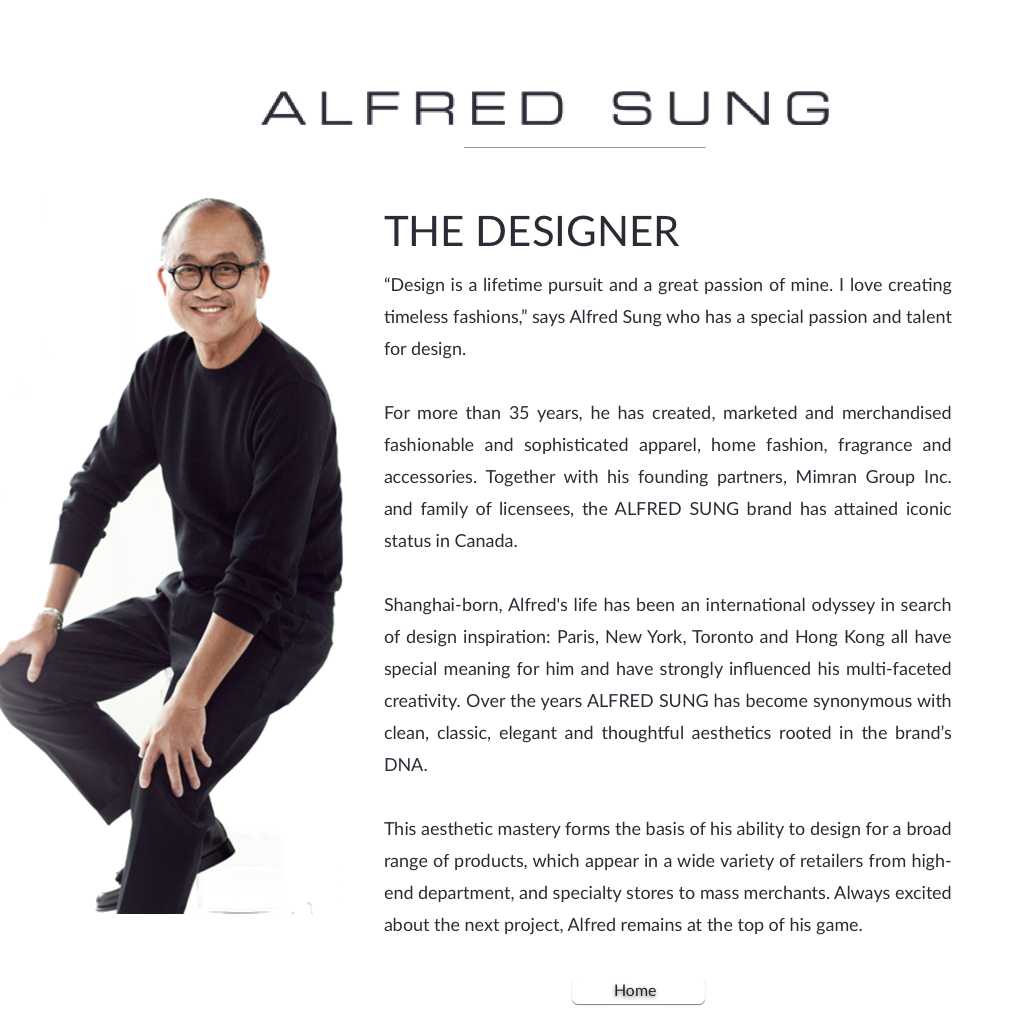 ALFRED SUNG
THE DESIGNER
“Design is a lifetime pursuit and a great passion of mine. I love creating
timeless fashions,” says Alfred Sung who has a special passion and talent
for design.
For more than 35 years, he has created, marketed and merchandised
fashionable and sophisticated apparel, home fashion, fragrance and
accessories. Together with his founding partners, Mimran Group Inc.
and family of licensees, the ALFRED SUNG brand has attained iconic
status in Canada.
Shanghai-born, Alfred's life has been an international odyssey in search
of design inspiration: Paris, New York, Toronto and Hong Kong all have
special meaning for him and have strongly influenced his multi-faceted
creativity. Over the years ALFRED SUNG has become synonymous with
clean, classic, elegant and thoughtful aesthetics rooted in the brand’s
DNA.
This aesthetic mastery forms the basis of his ability to design for a broad
range of products, which appear in a wide variety of retailers from high-
end department, and specialty stores to mass merchants. Always excited
about the next project, Alfred remains at the top of his game.
Home